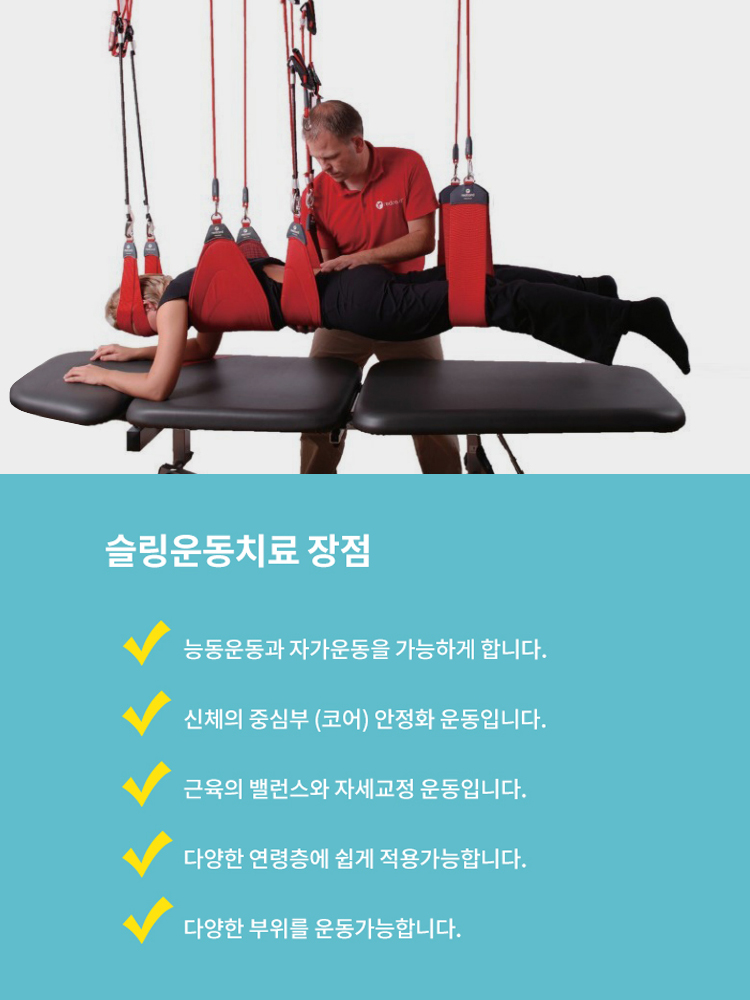 슬링운동치료 장점
능동운동과 자가운동을 가능하게 합니다.
신체의 중심부 (코어) 안정화 운동입니다.
근육의 밸런스와 자세교정 운동입니다.
다양한 연령층에 쉽게 적용가능합니다.
다양한 부위를 운동가능합니다.